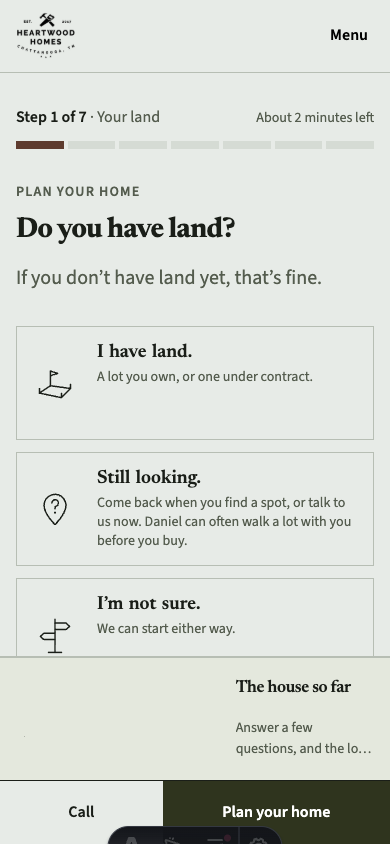 EST. 2017
HEARTWOOD
HOMES
CHATTANOOGA, TN
Menu
Step 1 of 7 · Your land
About 2 minutes left
PLAN YOUR HOME
Do you have land?
If you don’t have land yet, that’s fine.
I have land.
A lot you own, or one under contract.
Still looking.
Come back when you find a spot, or talk to
us now. Daniel can often walk a lot with you
before you buy.
I’m not sure.
We can start either way.
The house so far
Answer a few
questions, and the lo…
Call
Plan your home